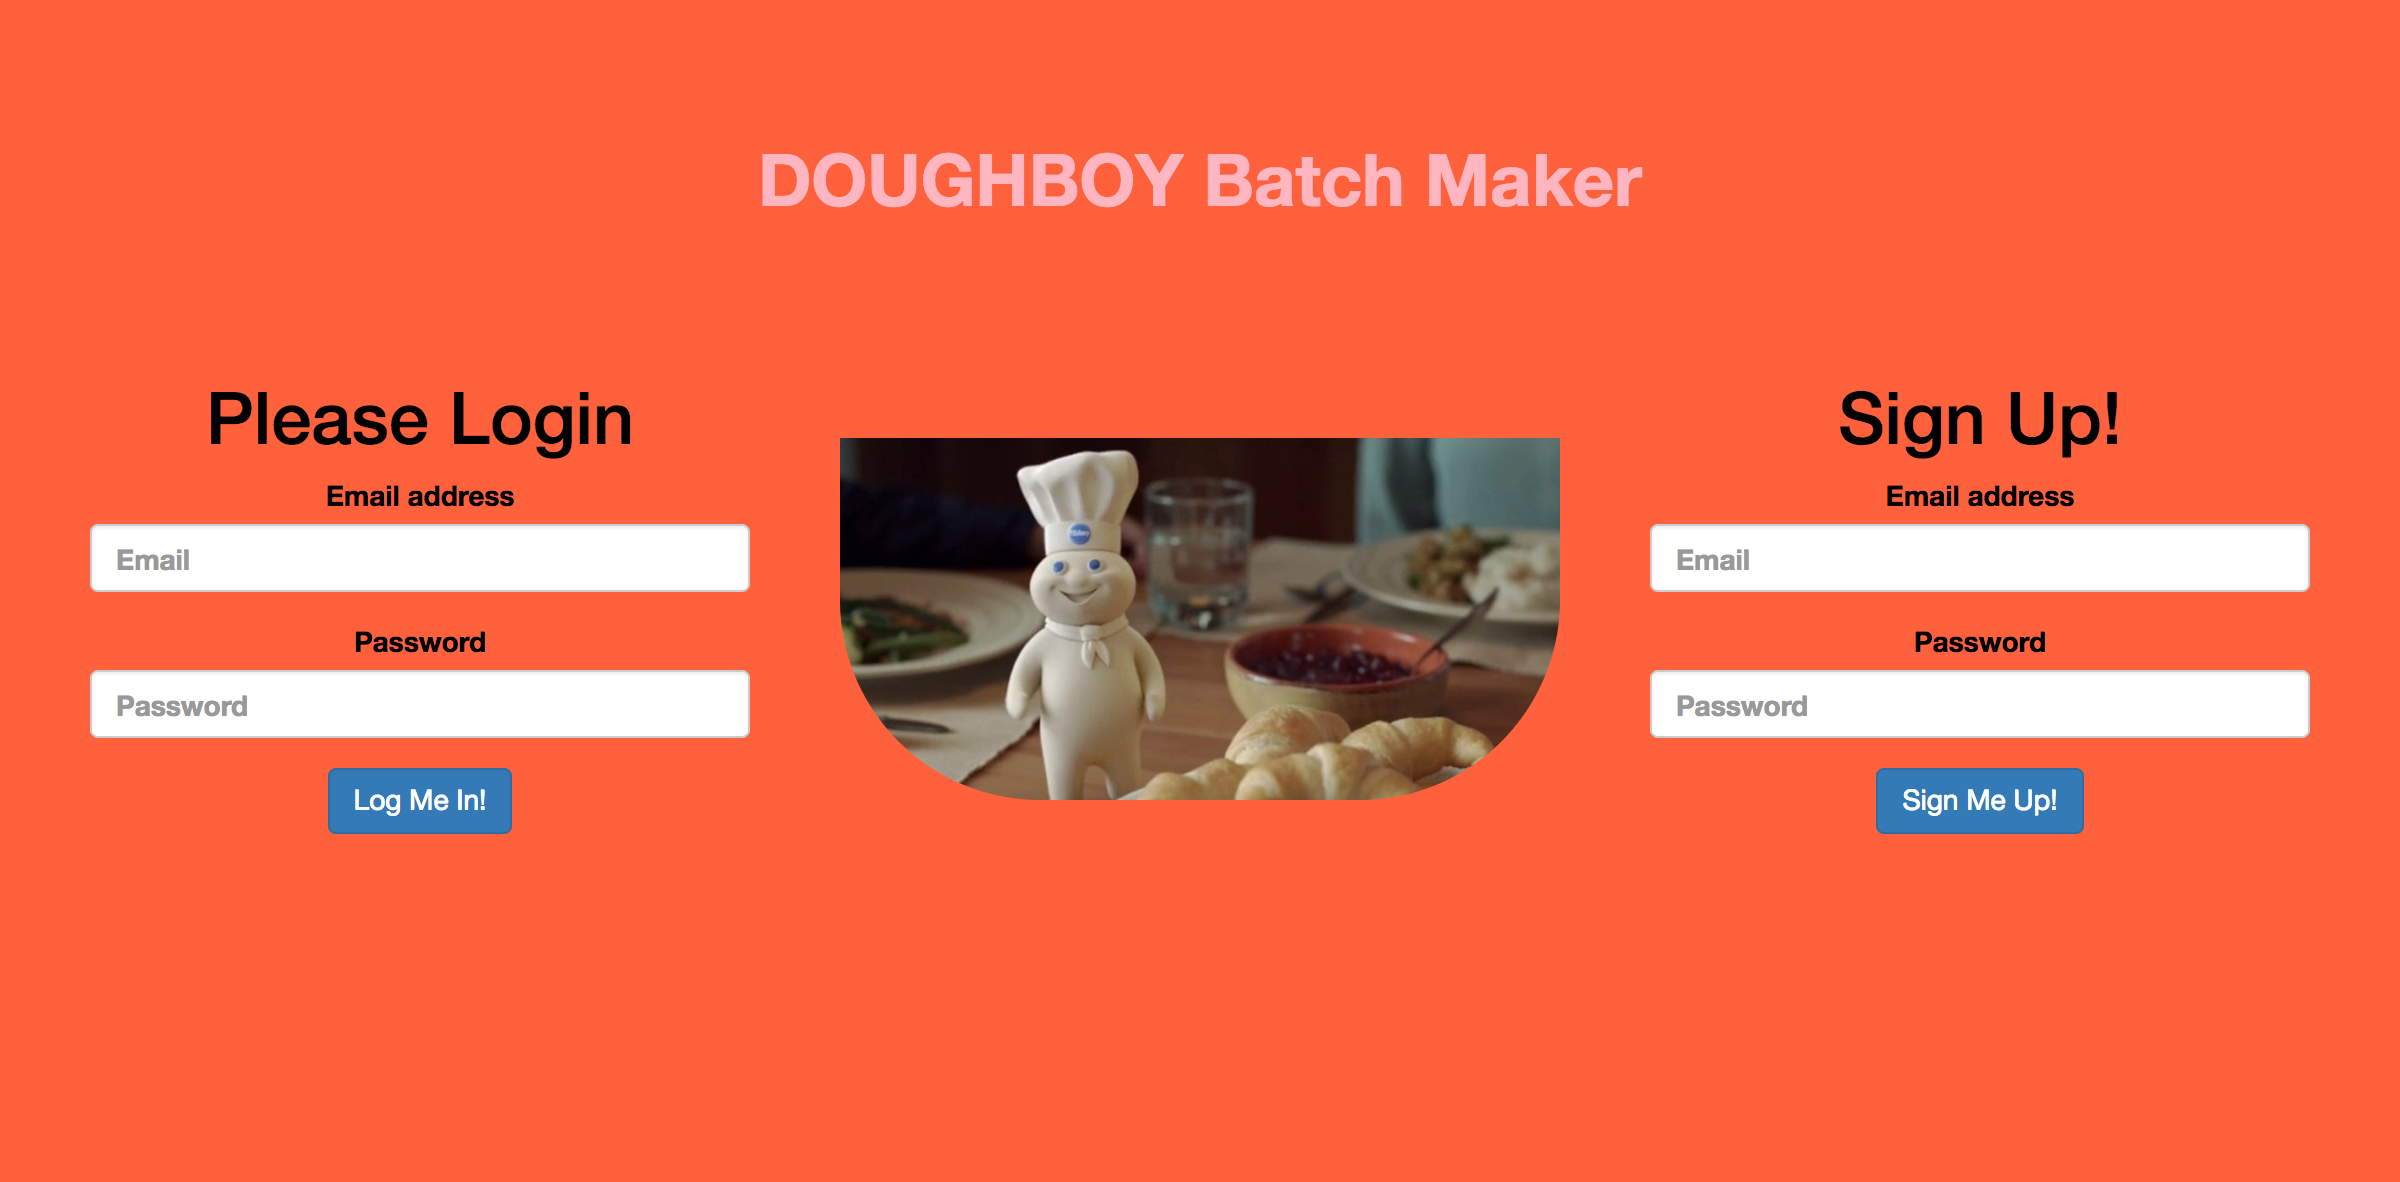 DOUGHBOY Batch Maker
Please Login
Email address
Email
Password
Password
Log Me In!
Sign Up!
Email address
Email
Password
Password
Sign Me Up!